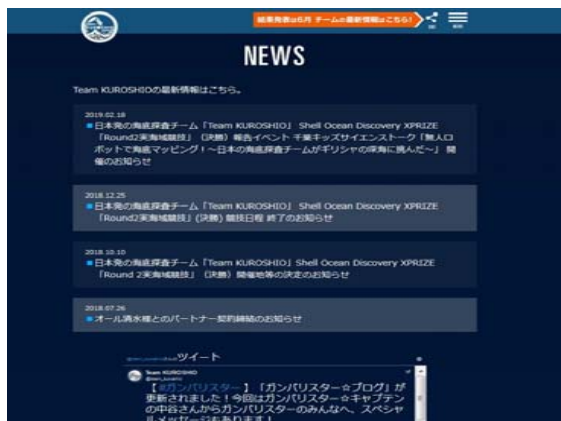 結果発表は6月 チームの最新情報はこちら!
NEWS
Team KUROSHIOの最新情報はこちら。
2019.02.18
日本発の海底探査チーム「Team KUROSHIO」 Shell Ocean Discovery XPRIZE
「Round2実海域競技」（決勝）報告イベント 千葉キッズサイエンストーク「無人ロ
ボットで海底マッピング！～日本の海底探査チームがギリシャの深海に挑んだ～」 開
催のお知らせ
2018.12.25
日本発の海底探査チーム「Team KUROSHIO」 Shell Ocean Discovery XPRIZE
「Round2実海域競技」(決勝) 競技日程 終了のお知らせ
2018.10.10
日本発の海底探査チーム「Team KUROSHIO」Shell Ocean Discovery XPRIZE
「Round 2実海域競技」（決勝）開催地等の決定のお知らせ
2018.07.26
オール清水様とのパートナー契約締結のお知らせ
ツイート
Team KUROSHIO
【#ガンバリスター】「ガンバリスター☆ブログ」が
更新されました！今回はガンバリスター☆キャプテン
の中谷さんからガンバリスターのみんなへ、スペシャ
ルメッセージもあります！